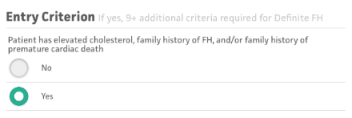 Entry Criterion If yes, 9+ additional criteria required for Definite FH
Patient has elevated cholesterol, family history of FH, and/or family history of
premature cardiac death
No
Yes